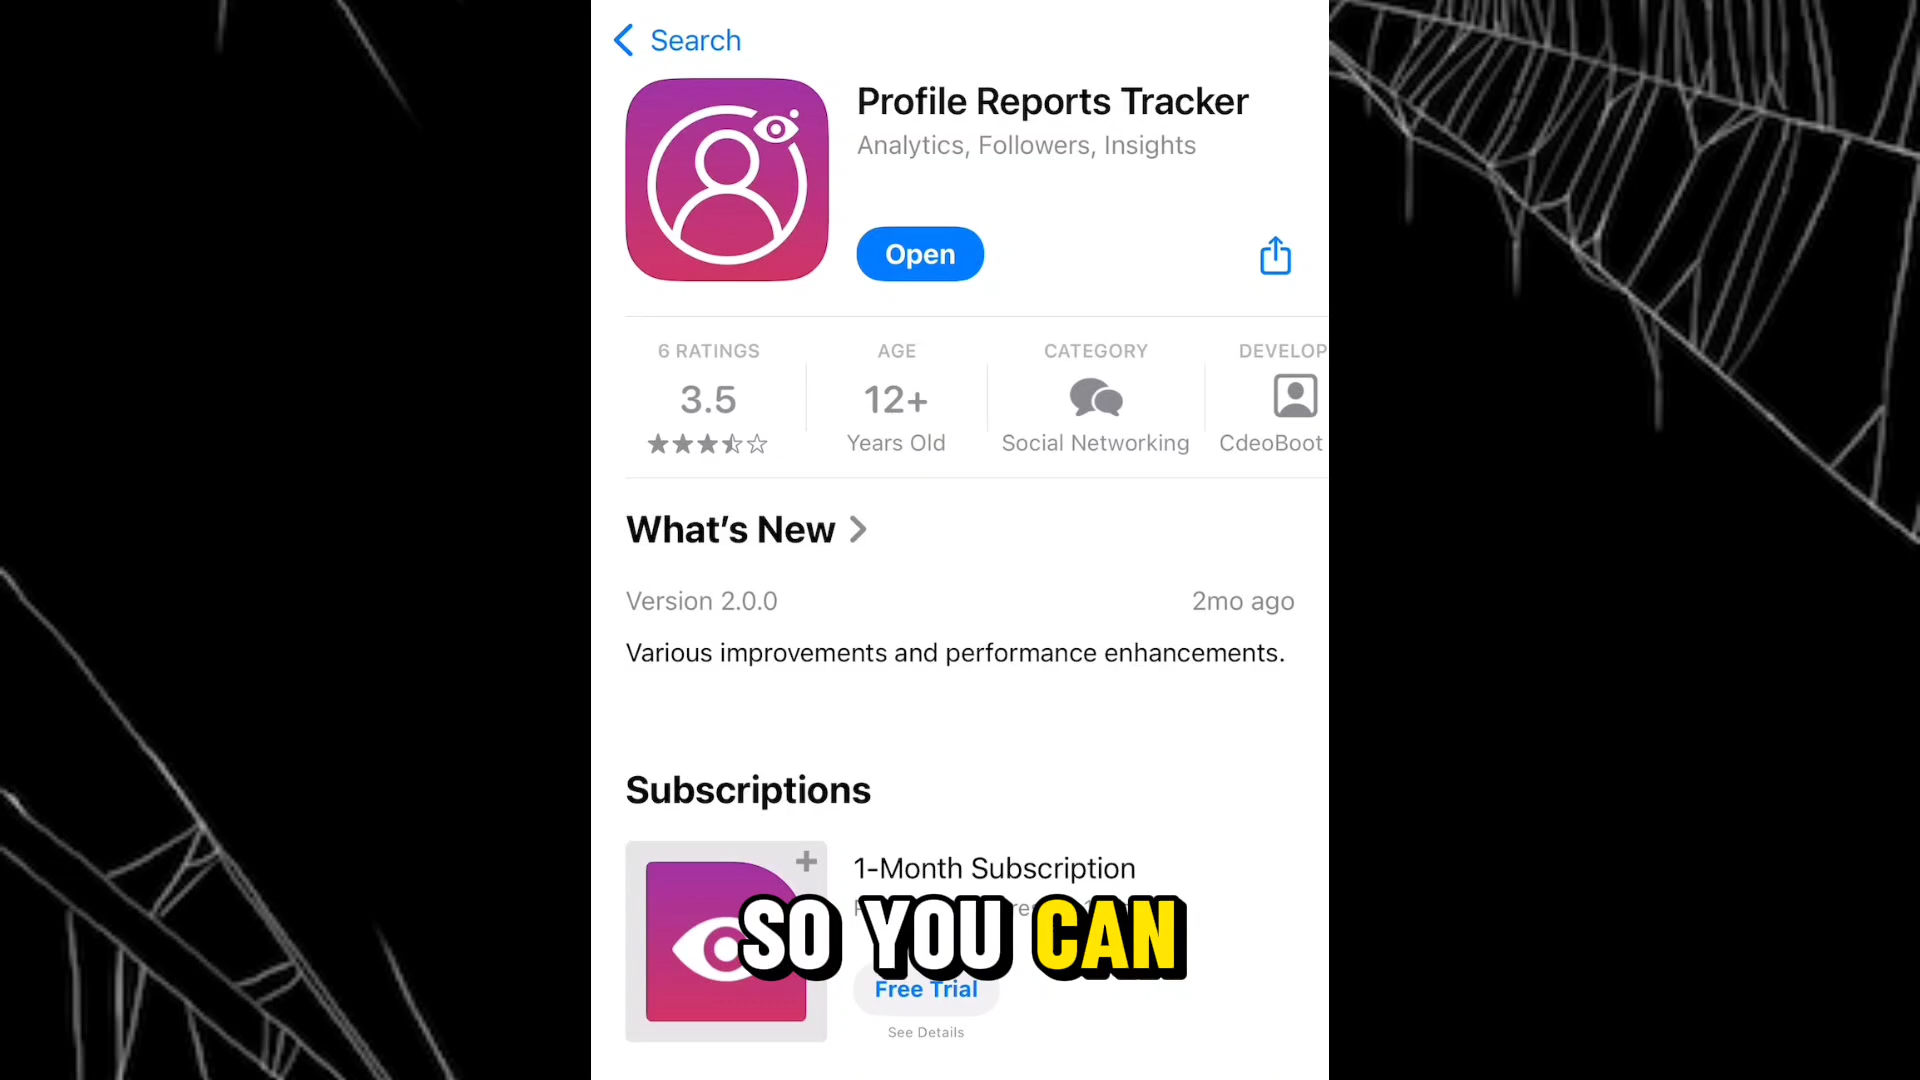 Search
Profile Reports Tracker
Analytics, Followers, Insights
Open
6 RATINGS
AGE
CATEGORY
DEVELOP
3.5
12+
Years Old
Social Networking
CdeoBoot
What's New
Version 2.0.0
2mo ago
Various improvements and performance enhancements.
Subscriptions
1-Month Subscription
SO YOU CAN
Free Trial
See Details